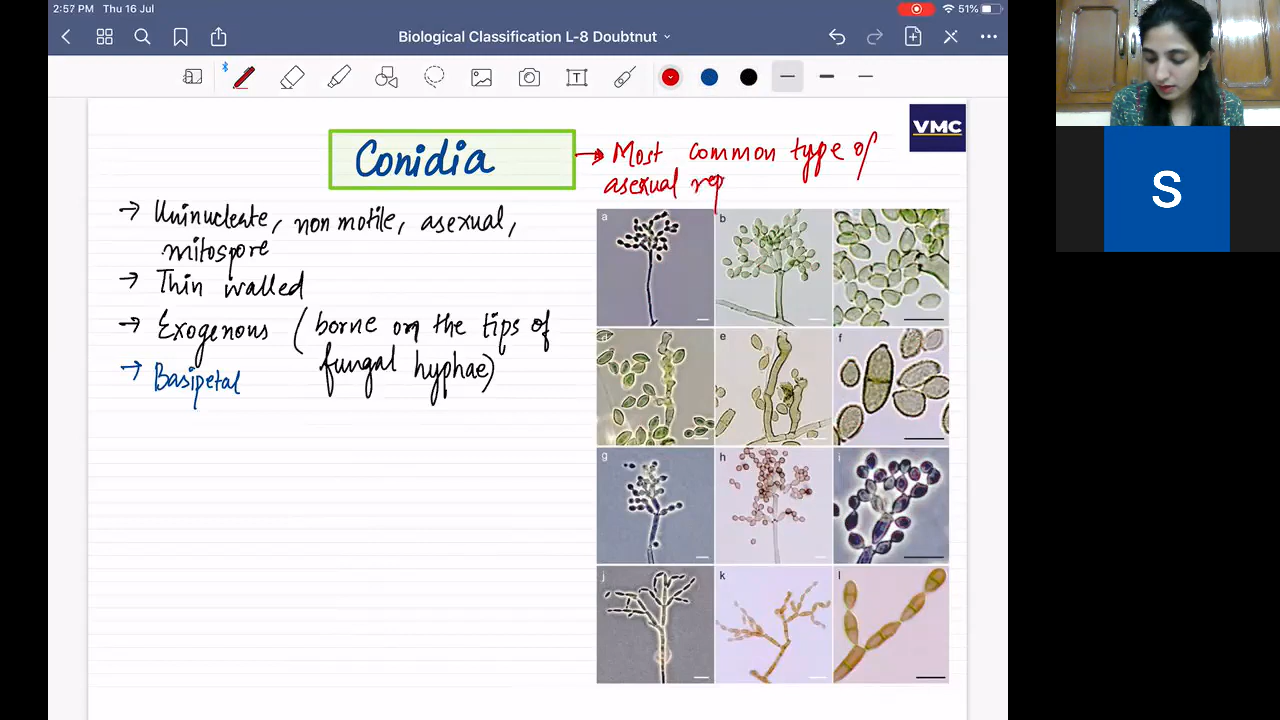 2:57 PM Thu 16 Jul
51%
Biological Classification L-8 Doubtnut
VMC
Conidia
→ Most common type of
asexual rep
→ Uninucleate, non motile, asexual,
mitospore
→ Thin walled
→ Exogenous (borne on the tips of
fungal hyphae)
→ Basipetal
a
b
e
f
g
h
i
j
k
l
T
S